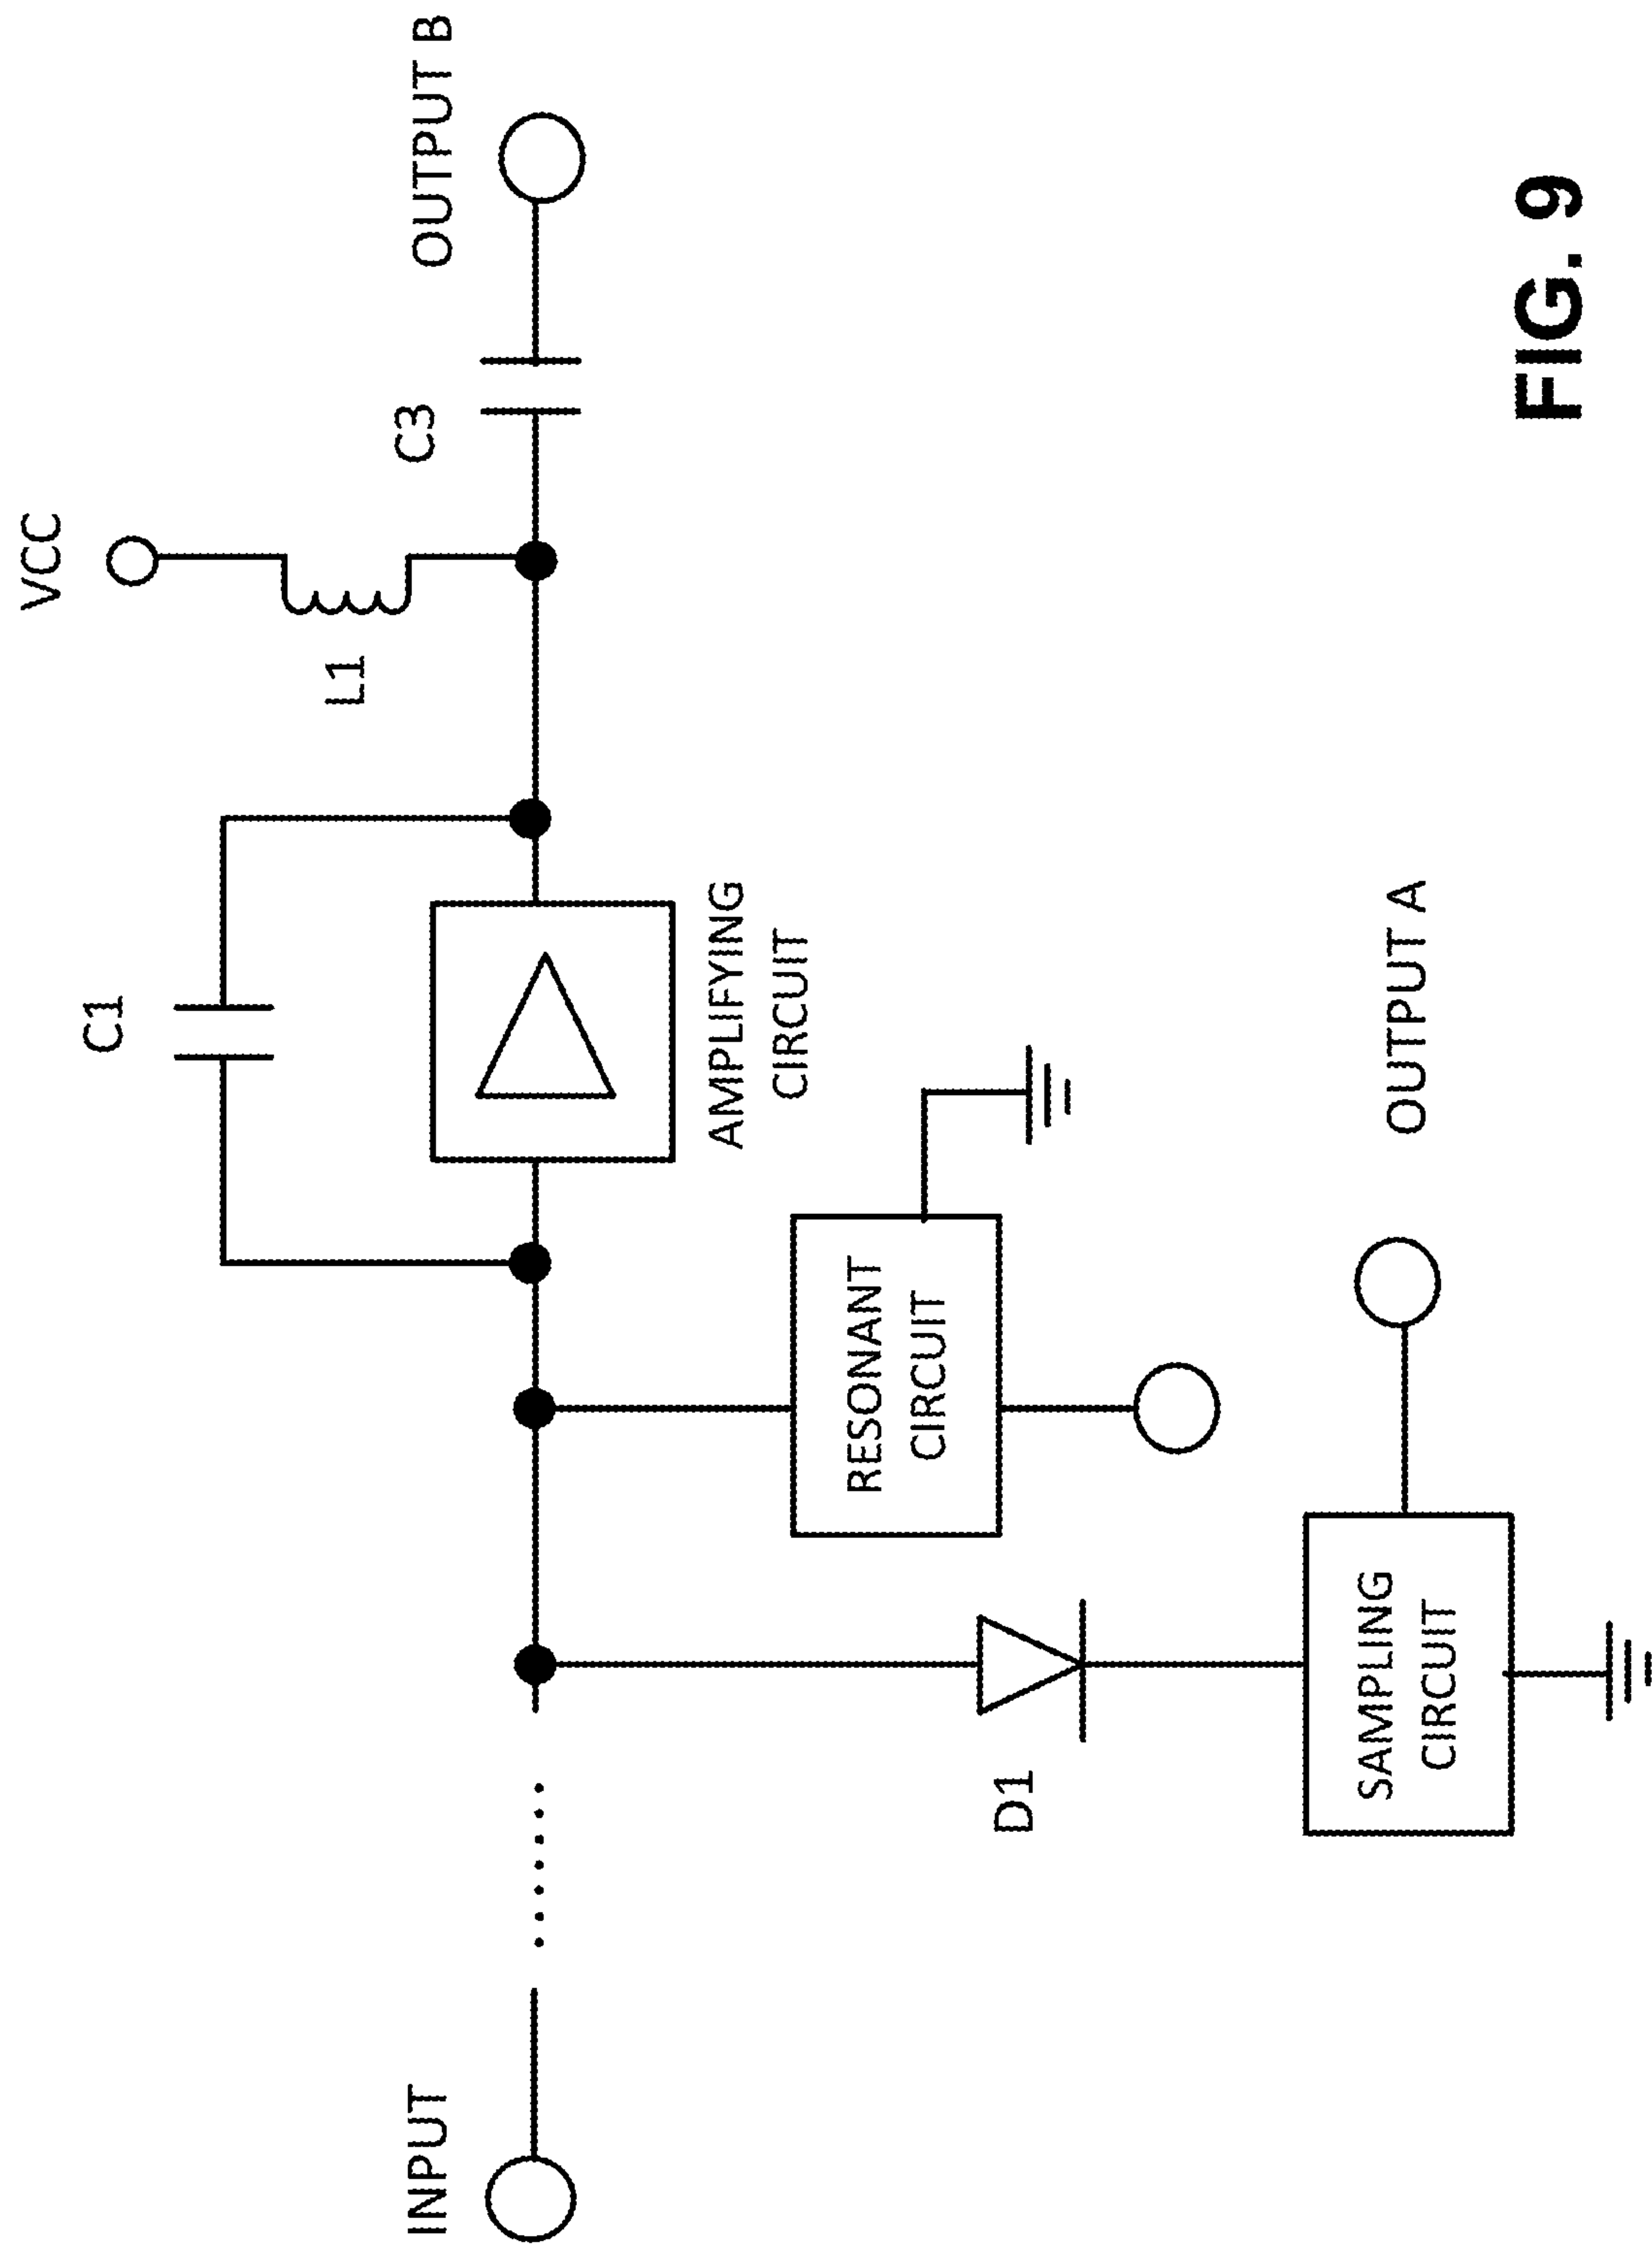 VCC
C1
L1
C3
INPUT
OUTPUT B
AMPLIFYING
CIRCUIT
RESONANT
CIRCUIT
D1
SAMPLING
CIRCUIT
OUTPUT A
FIG. 9